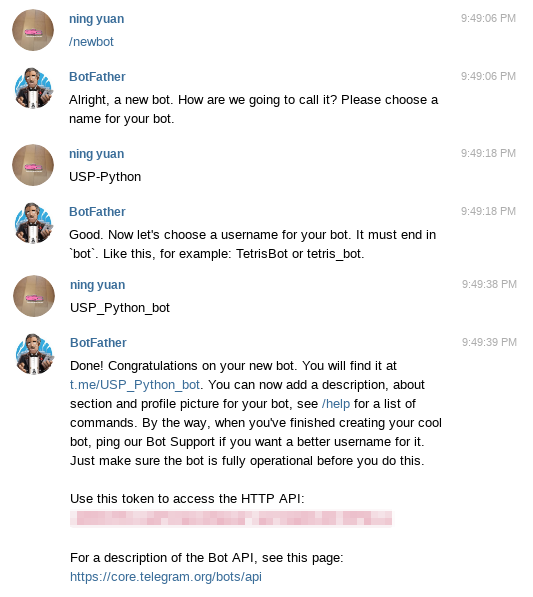 ning yuan 9:49:06 PM
/newbot
BotFather 9:49:06 PM
Alright, a new bot. How are we going to call it? Please choose a
name for your bot.
ning yuan 9:49:18 PM
USP-Python
BotFather 9:49:18 PM
Good. Now let's choose a username for your bot. It must end in
`bot`. Like this, for example: TetrisBot or tetris_bot.
ning yuan 9:49:38 PM
USP_Python_bot
BotFather 9:49:39 PM
Done! Congratulations on your new bot. You will find it at
t.me/USP_Python_bot. You can now add a description, about
section and profile picture for your bot, see /help for a list of
commands. By the way, when you've finished creating your cool
bot, ping our Bot Support if you want a better username for it.
Just make sure the bot is fully operational before you do this.
Use this token to access the HTTP API:
For a description of the Bot API, see this page:
https://core.telegram.org/bots/api